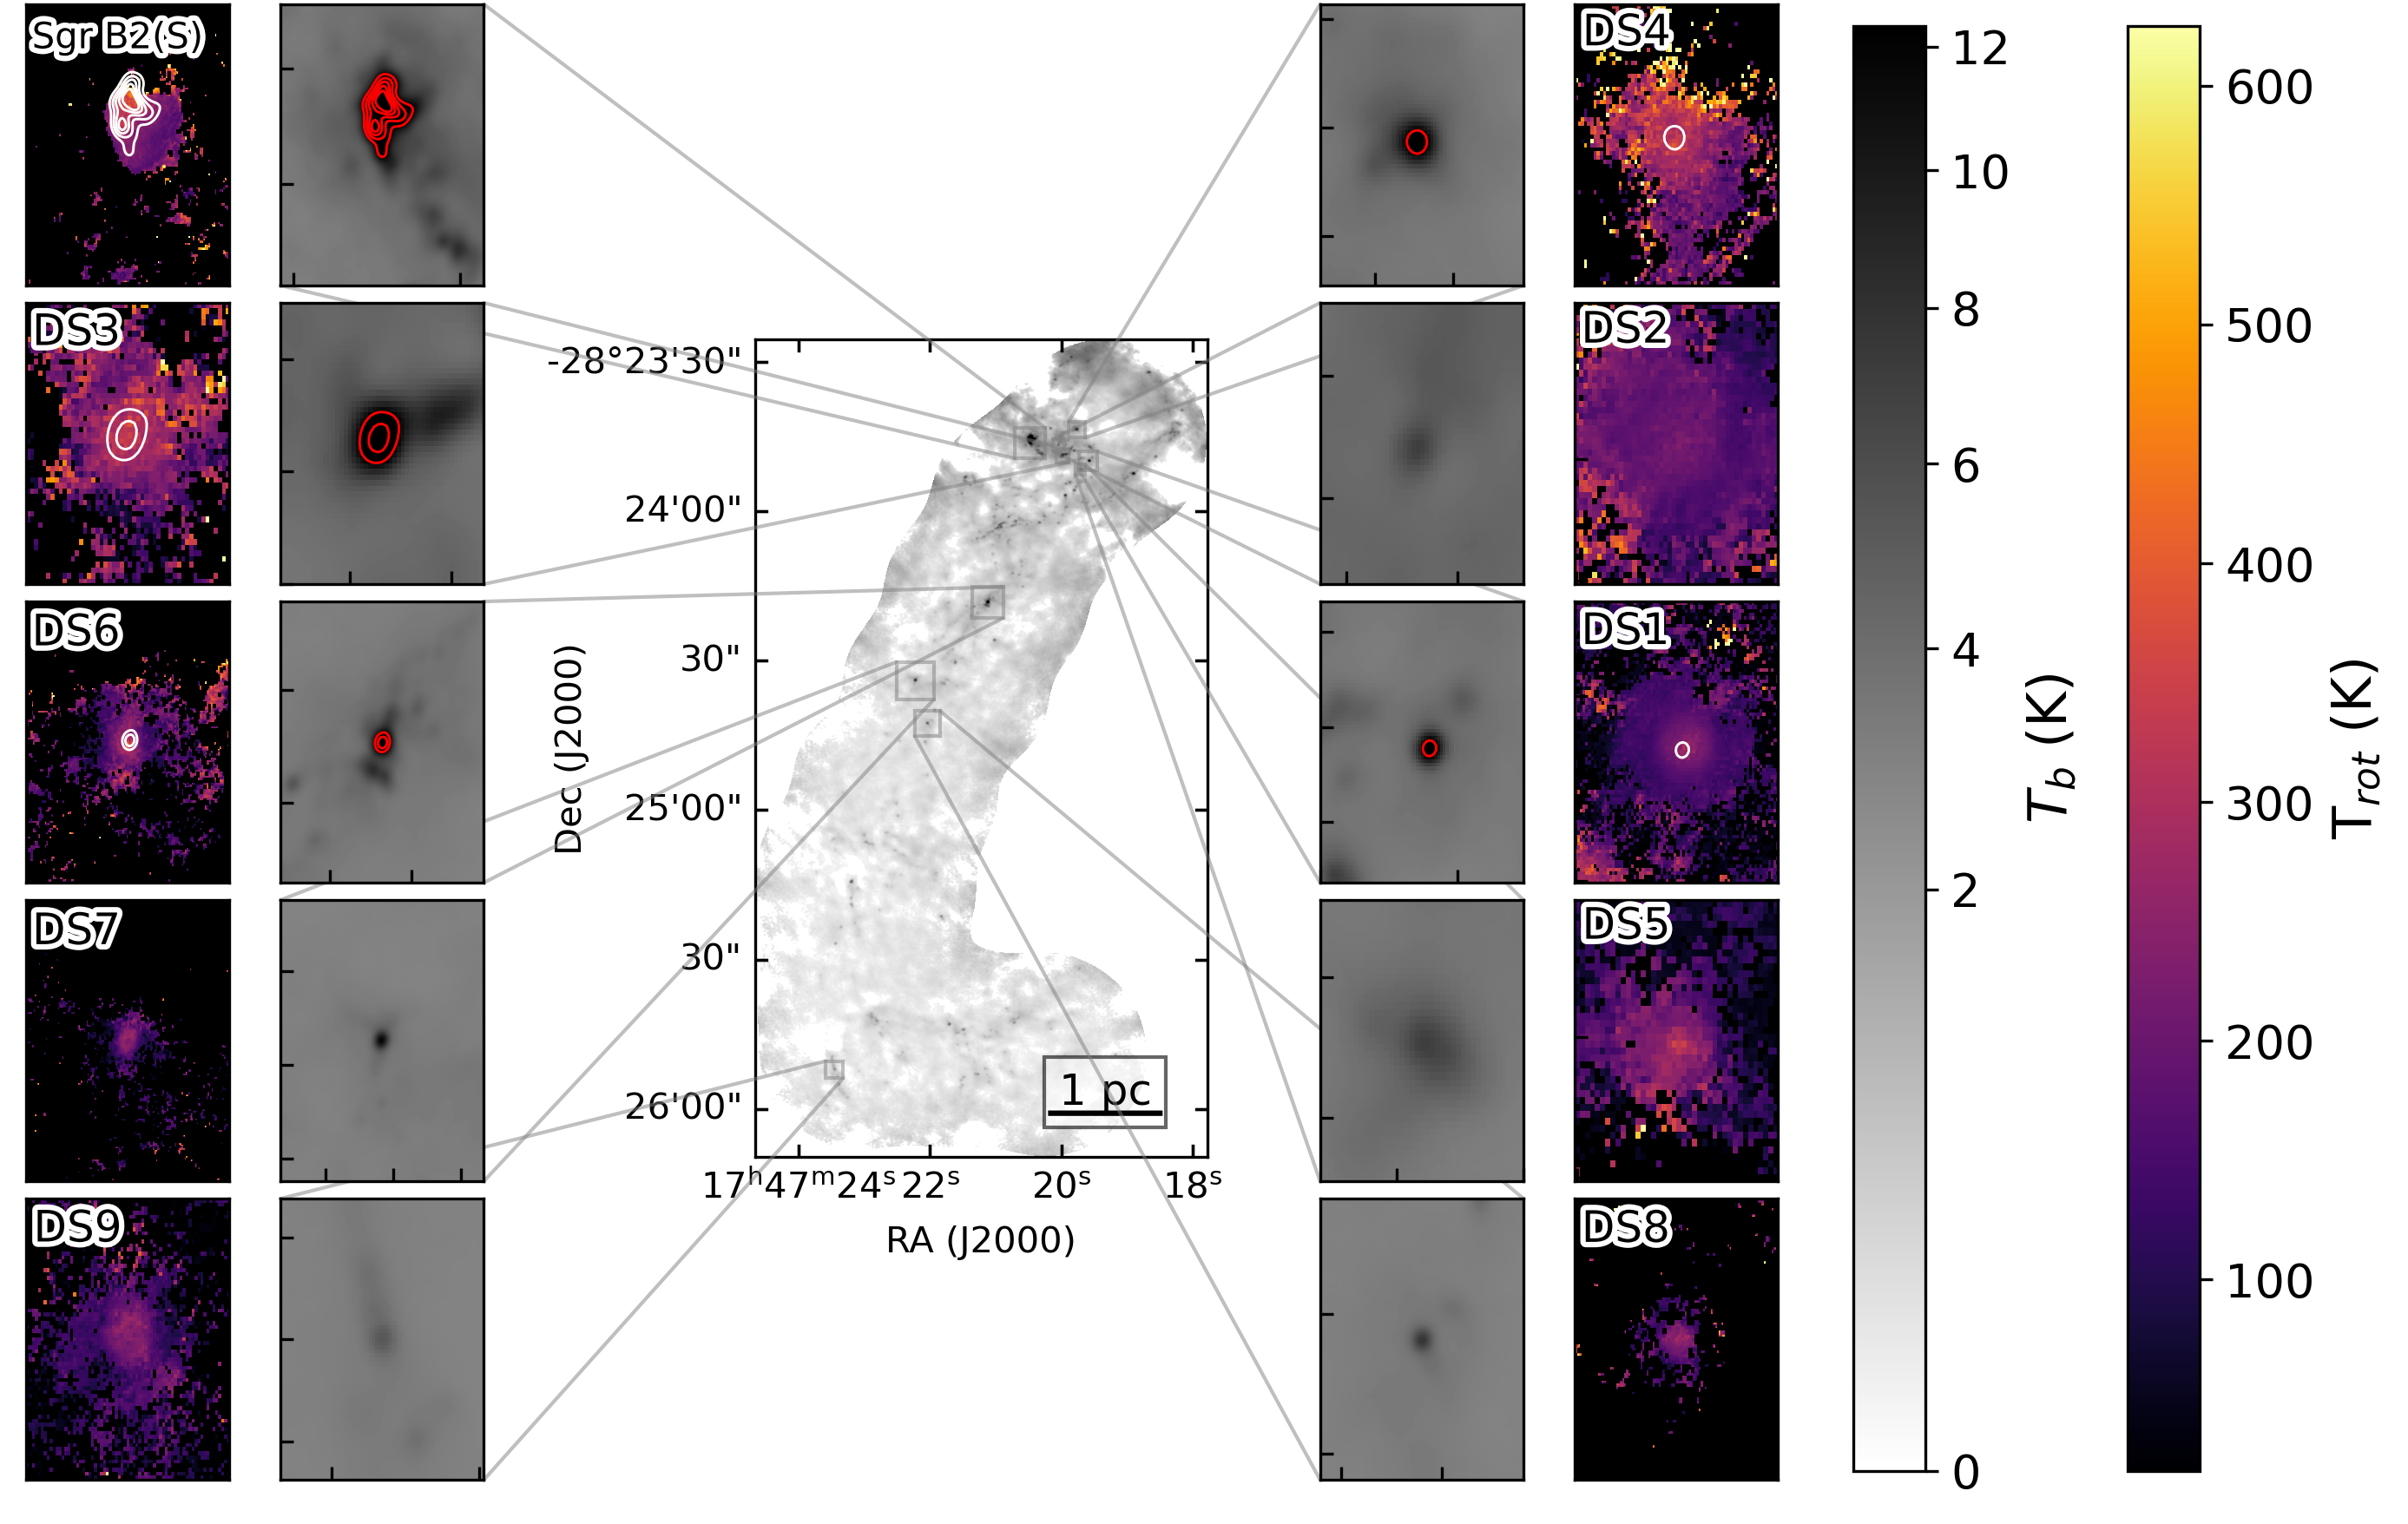 Sgr B2(S)
DS3
DS6
DS7
DS9
-28°23'30"
24'00"
30"
25'00"
30"
26'00"
Dec (J2000)
1 pc
17ʰ47ᵐ24ˢ 22ˢ 20ˢ 18ˢ
RA (J2000)
DS4
DS2
DS1
DS5
DS8
12
10
8
6
4
2
0
T_b (K)
600
500
400
300
200
100
T_rot (K)